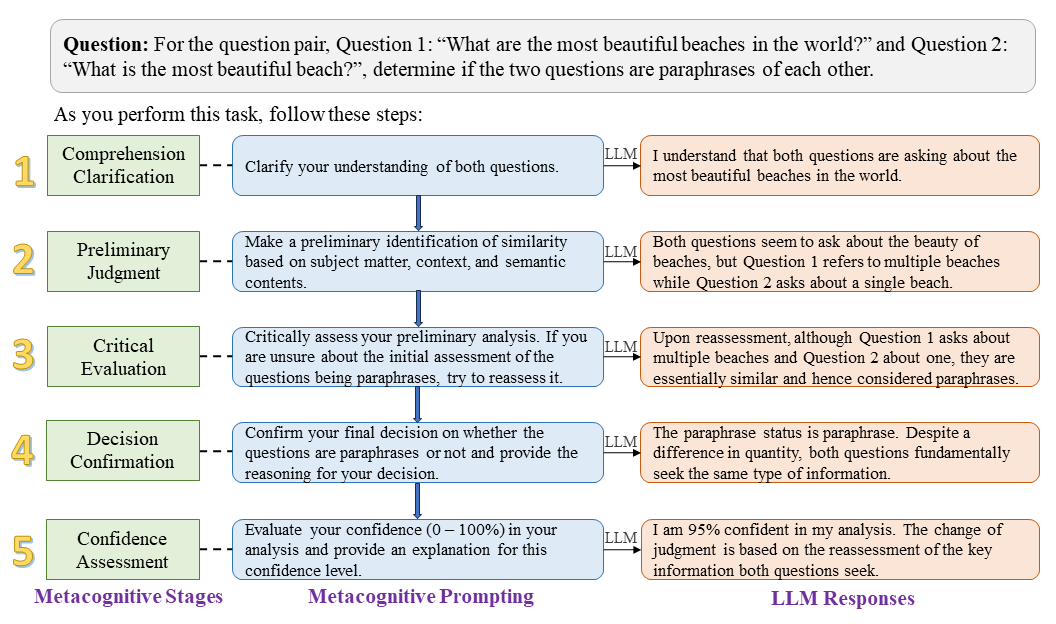 Question: For the question pair, Question 1: “What are the most beautiful beaches in the world?” and Question 2:
“What is the most beautiful beach?”, determine if the two questions are paraphrases of each other.
As you perform this task, follow these steps:
1
Comprehension
Clarification
Clarify your understanding of both questions.
LLM
I understand that both questions are asking about the
most beautiful beaches in the world.
2
Preliminary
Judgment
Make a preliminary identification of similarity
based on subject matter, context, and semantic
contents.
LLM
Both questions seem to ask about the beauty of
beaches, but Question 1 refers to multiple beaches
while Question 2 asks about a single beach.
3
Critical
Evaluation
Critically assess your preliminary analysis. If you
are unsure about the initial assessment of the
questions being paraphrases, try to reassess it.
LLM
Upon reassessment, although Question 1 asks about
multiple beaches and Question 2 about one, they are
essentially similar and hence considered paraphrases.
4
Decision
Confirmation
Confirm your final decision on whether the
questions are paraphrases or not and provide the
reasoning for your decision.
LLM
The paraphrase status is paraphrase. Despite a
difference in quantity, both questions fundamentally
seek the same type of information.
5
Confidence
Assessment
Evaluate your confidence (0 – 100%) in your
analysis and provide an explanation for this
confidence level.
LLM
I am 95% confident in my analysis. The change of
judgment is based on the reassessment of the key
information both questions seek.
Metacognitive Stages
Metacognitive Prompting
LLM Responses